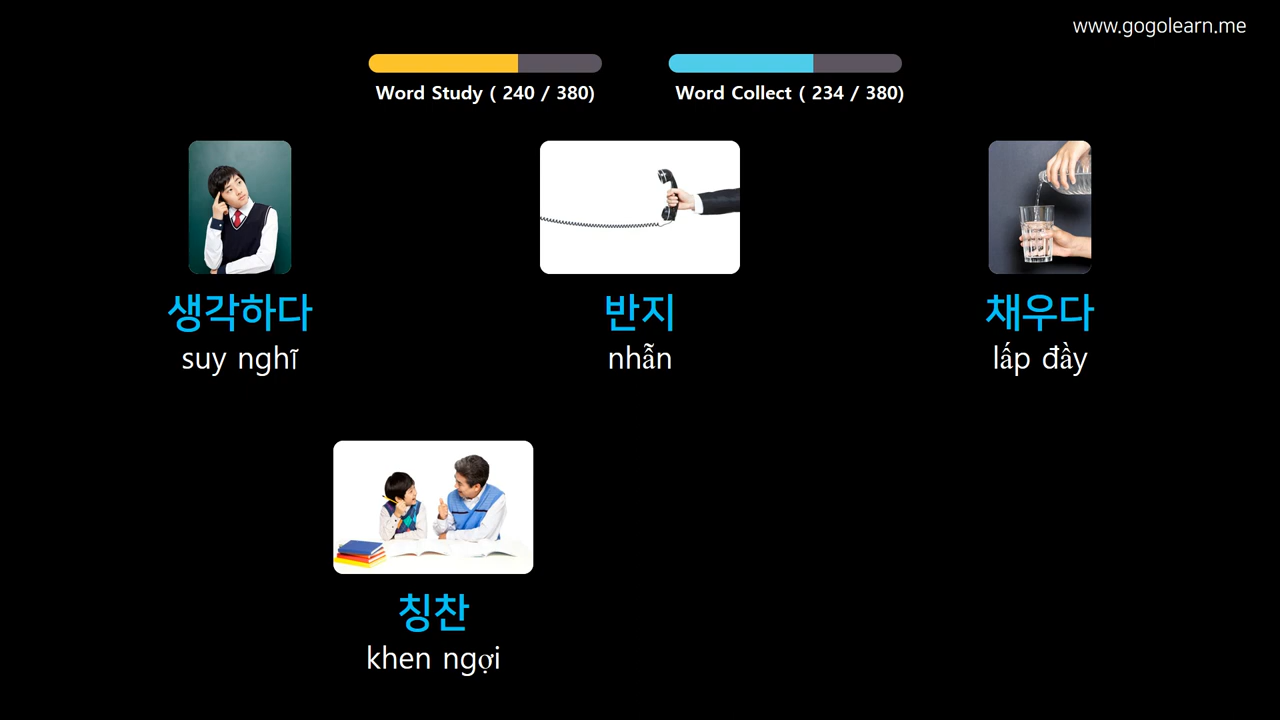 www.gogolearn.me
Word Study ( 240 / 380)
Word Collect ( 234 / 380)
생각하다
suy nghĩ
반지
nhẫn
채우다
lấp đầy
칭찬
khen ngợi